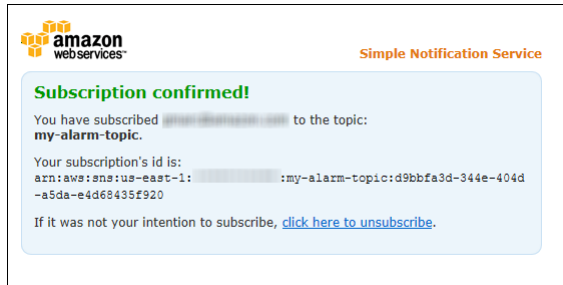 amazon
webservices™
Simple Notification Service
Subscription confirmed!
You have subscribed to the topic:
my-alarm-topic.
Your subscription's id is:
arn:aws:sns:us-east-1: :my-alarm-topic:d9bbfa3d-344e-404d
-a5da-e4d68435f920
If it was not your intention to subscribe, click here to unsubscribe.